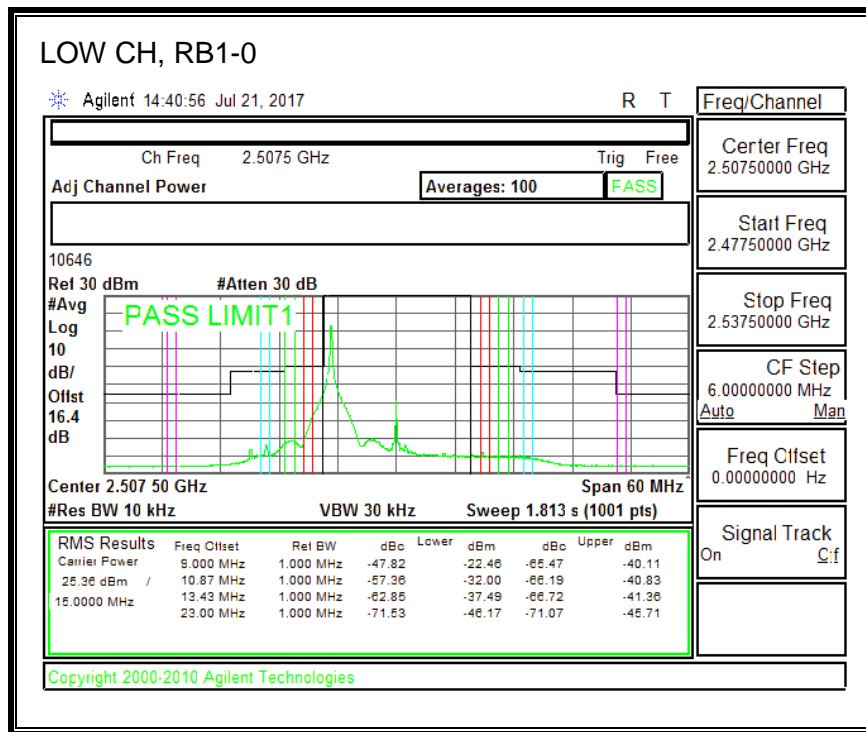 LOW CH, RB1-0
Agilent 14:40:56 Jul 21, 2017 R T
Freq/Channel
Ch Freq 2.5075 GHz Trig Free
Adj Channel Power Averages: 100 PASS
Center Freq
2.50750000 GHz
Start Freq
2.47750000 GHz
Stop Freq
2.53750000 GHz
CF Step
6.00000000 MHz
Auto Man
Freq Offset
0.00000000 Hz
Signal Track
On Off
10646
Ref 30 dBm #Atten 30 dB
#Avg
Log
10
dB/
Offst
16.4
dB
PASS LIMIT1
Center 2.507 50 GHz Span 60 MHz
#Res BW 10 kHz VBW 30 kHz Sweep 1.813 s (1001 pts)
RMS Results Freq Offset Ref BW dBc Lower dBm dBc Upper dBm
Carrier Power 9.000 MHz 1.000 MHz -47.82 -22.46 -65.47 -40.11
25.36 dBm / 10.87 MHz 1.000 MHz -57.36 -32.00 -66.19 -40.83
15.0000 MHz 13.43 MHz 1.000 MHz -62.85 -37.49 -66.72 -41.36
23.00 MHz 1.000 MHz -71.53 -46.17 -71.07 -45.71
Copyright 2000-2010 Agilent Technologies